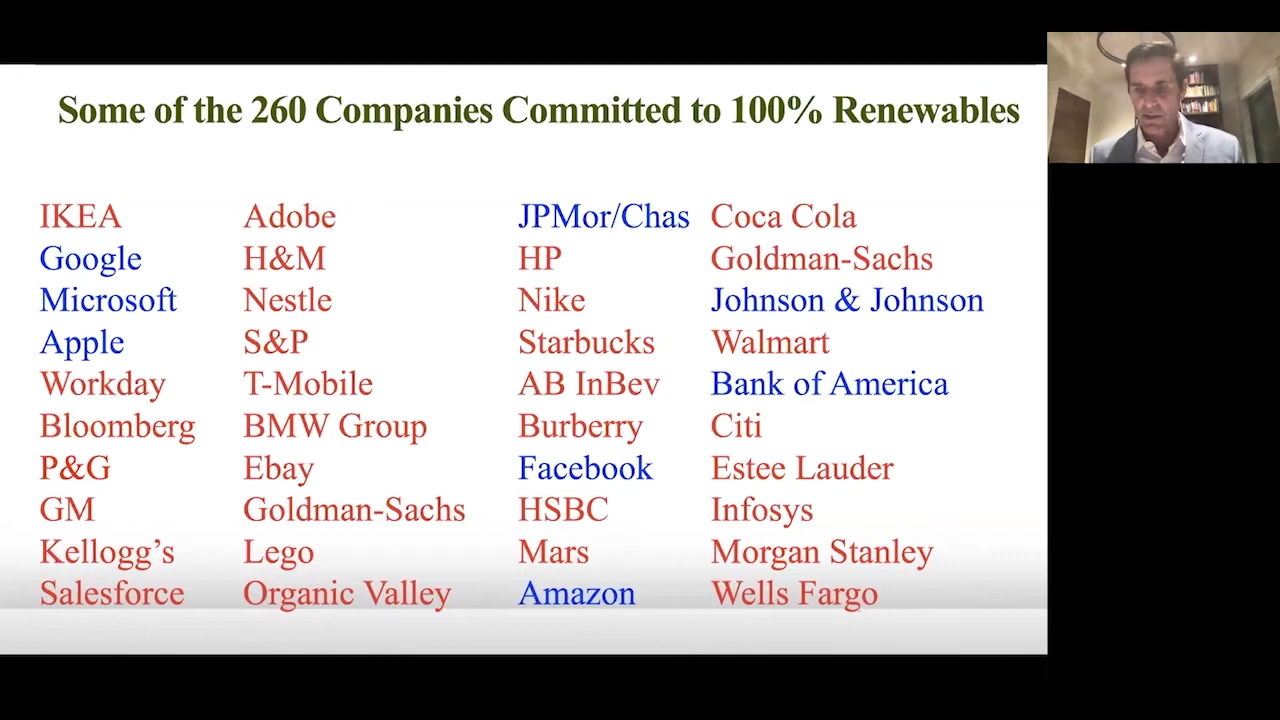 Some of the 260 Companies Committed to 100% Renewables
IKEA Adobe JPMor/Chas Coca Cola
Google H&M HP Goldman-Sachs
Microsoft Nestle Nike Johnson & Johnson
Apple S&P Starbucks Walmart
Workday T-Mobile AB InBev Bank of America
Bloomberg BMW Group Burberry Citi
P&G Ebay Facebook Estee Lauder
GM Goldman-Sachs HSBC Infosys
Kellogg’s Lego Mars Morgan Stanley
Salesforce Organic Valley Amazon Wells Fargo